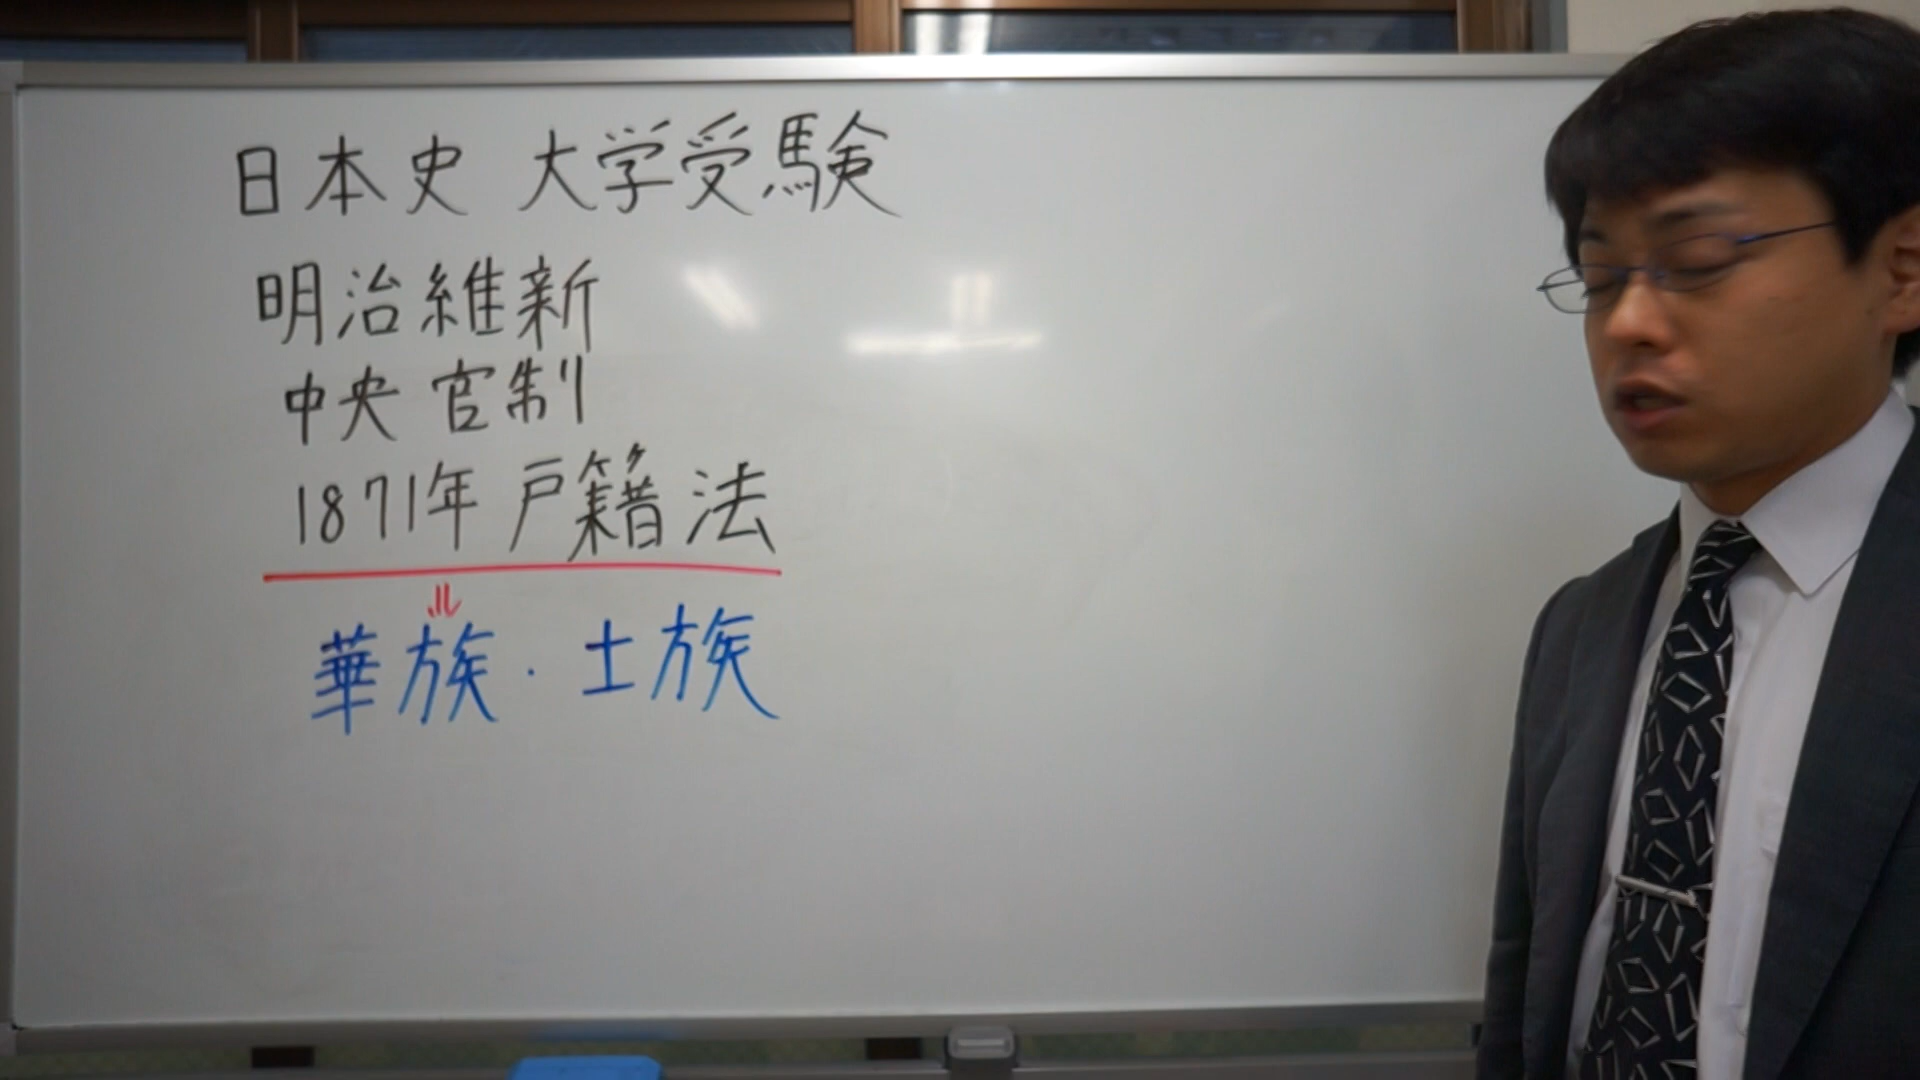 日本史 大学受験
明治維新
中央官制
1871年 戸籍法
華族・士族